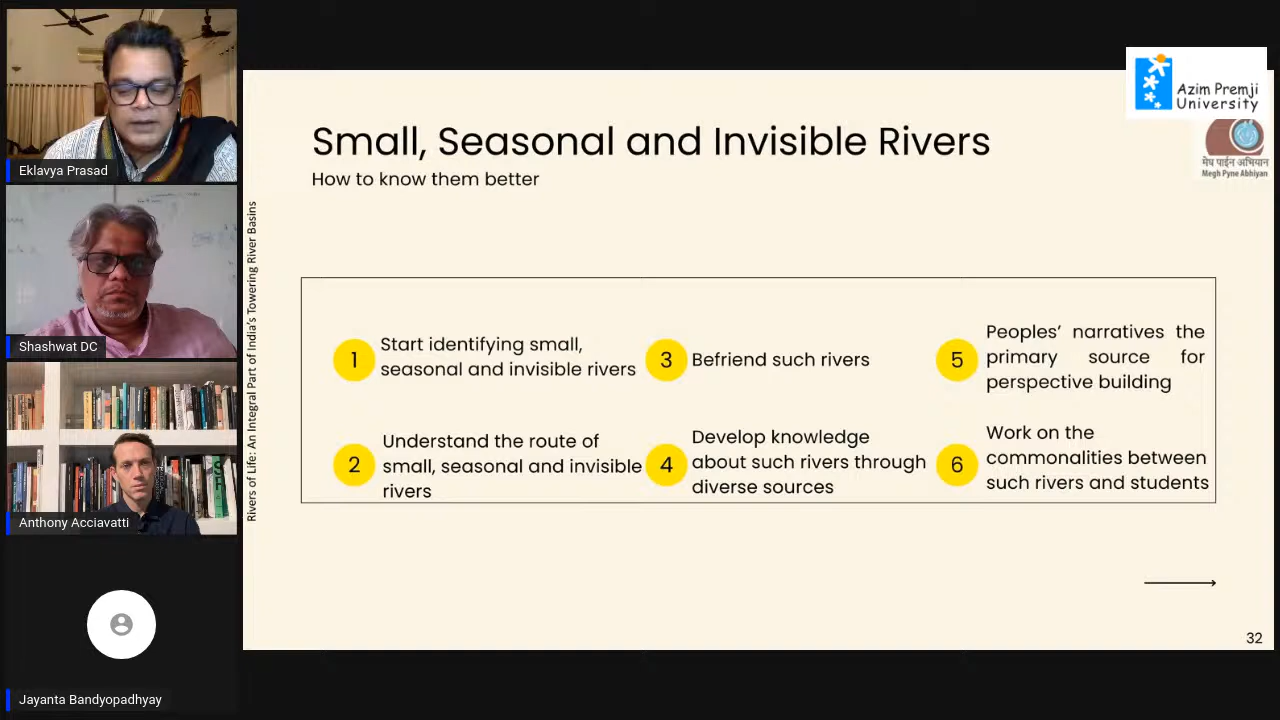 Eklavya Prasad
Shashwat DC
Anthony Acciavatti
Jayanta Bandyopadhyay
Rivers of Life: An Integral Part of India's Towering River Basins
Azim Premji
University
मेघ पाईन अभियान
Megh Pyne Abhiyan
Small, Seasonal and Invisible Rivers
How to know them better
1
Start identifying small,
seasonal and invisible rivers
2
Understand the route of
small, seasonal and invisible
rivers
3
Befriend such rivers
4
Develop knowledge
about such rivers through
diverse sources
5
Peoples' narratives the
primary source for
perspective building
6
Work on the
commonalities between
such rivers and students
32